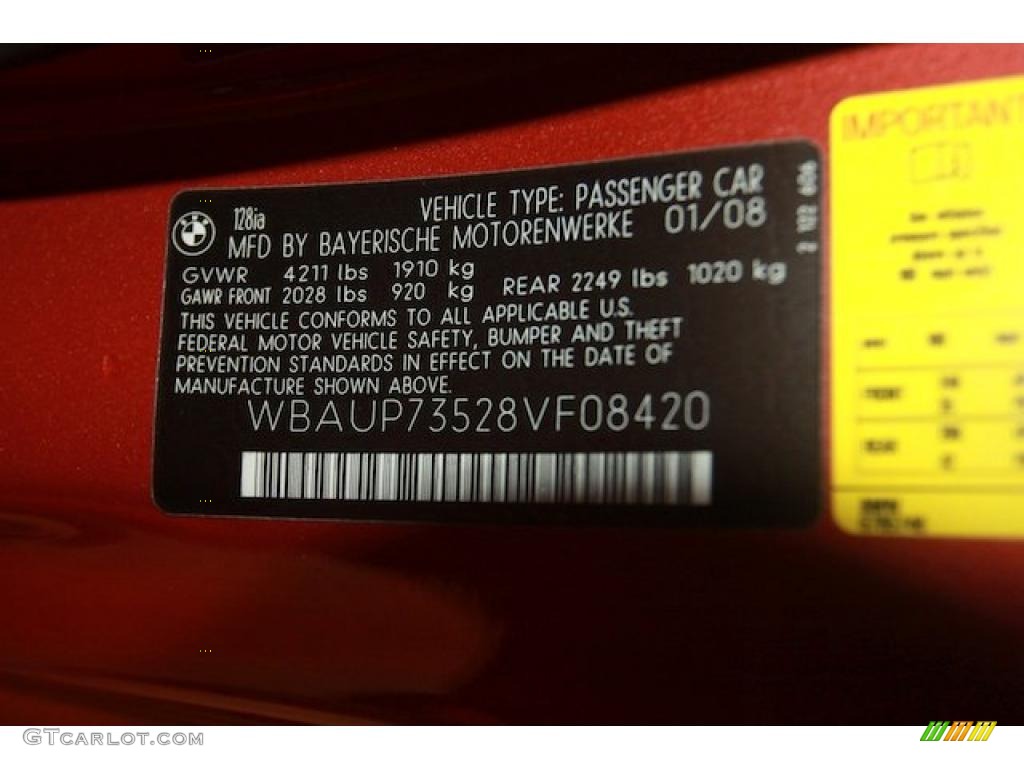 128ia
VEHICLE TYPE: PASSENGER CAR
MFD BY BAYERISCHE MOTORENWERKE 01/08
GVWR 4211 lbs 1910 kg
GAWR FRONT 2028 lbs 920 kg REAR 2249 lbs 1020 kg
THIS VEHICLE CONFORMS TO ALL APPLICABLE U.S.
FEDERAL MOTOR VEHICLE SAFETY, BUMPER AND THEFT
PREVENTION STANDARDS IN EFFECT ON THE DATE OF
MANUFACTURE SHOWN ABOVE.
WBAUP73528VF08420
IMPORTANT
FRONT
REAR
GTCARLOT.COM